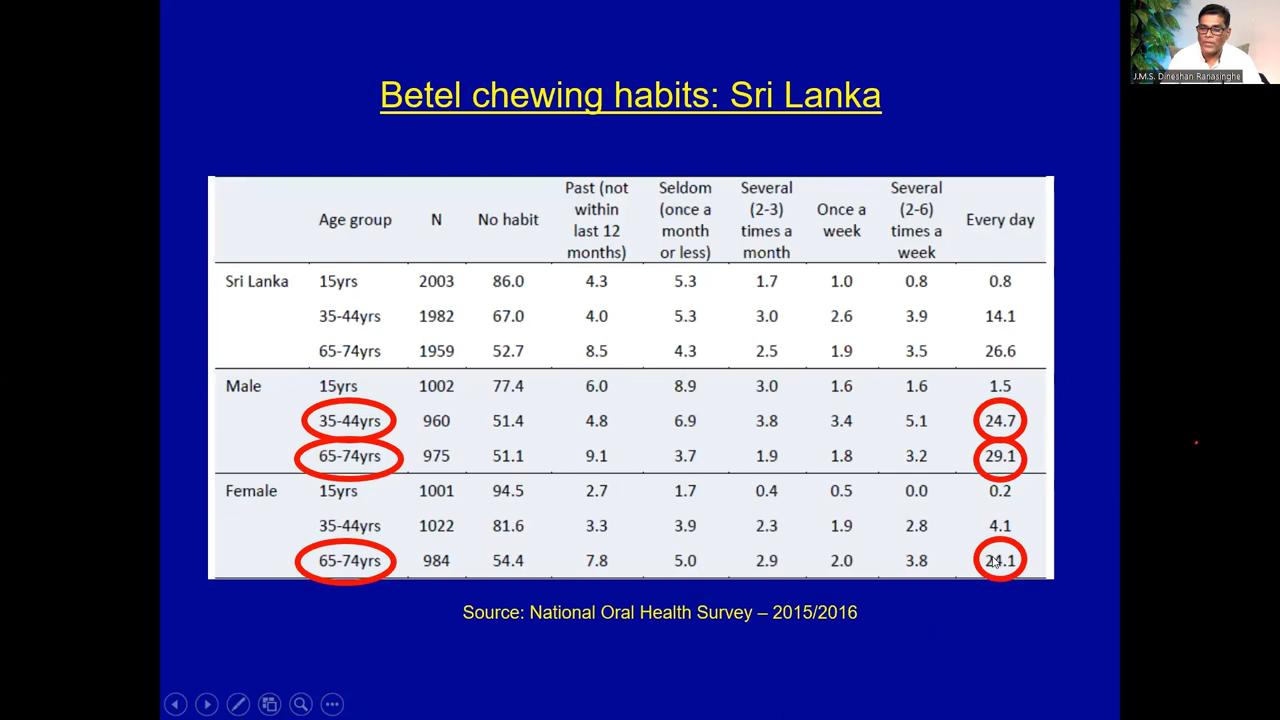 J.M.S. Dineshan Ranasinghe
Betel chewing habits: Sri Lanka
Age group N No habit Past (not within last 12 months) Seldom (once a month or less) Several (2-3) times a month Once a week Several (2-6) times a week Every day
Sri Lanka 15yrs 2003 86.0 4.3 5.3 1.7 1.0 0.8 0.8
35-44yrs 1982 67.0 4.0 5.3 3.0 2.6 3.9 14.1
65-74yrs 1959 52.7 8.5 4.3 2.5 1.9 3.5 26.6
Male 15yrs 1002 77.4 6.0 8.9 3.0 1.6 1.6 1.5
35-44yrs 960 51.4 4.8 6.9 3.8 3.4 5.1 24.7
65-74yrs 975 51.1 9.1 3.7 1.9 1.8 3.2 29.1
Female 15yrs 1001 94.5 2.7 1.7 0.4 0.5 0.0 0.2
35-44yrs 1022 81.6 3.3 3.9 2.3 1.9 2.8 4.1
65-74yrs 984 54.4 7.8 5.0 2.9 2.0 3.8 24.1
Source: National Oral Health Survey – 2015/2016